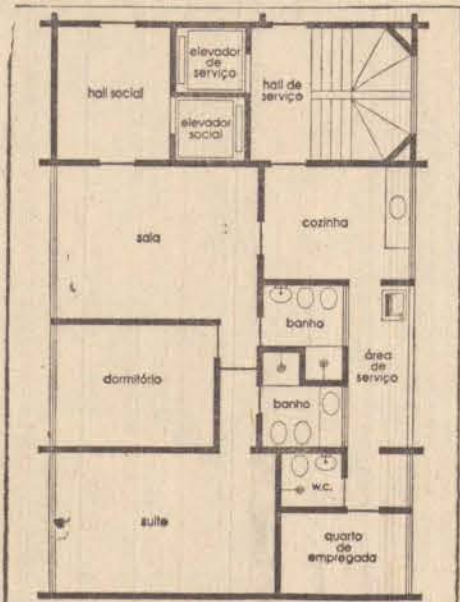 elevador
de
serviço
hall social
hall de
serviço
elevador
social
sala
cozinha
banho
área
de
serviço
dormitório
banho
w.c.
suite
quarto
de
empregada